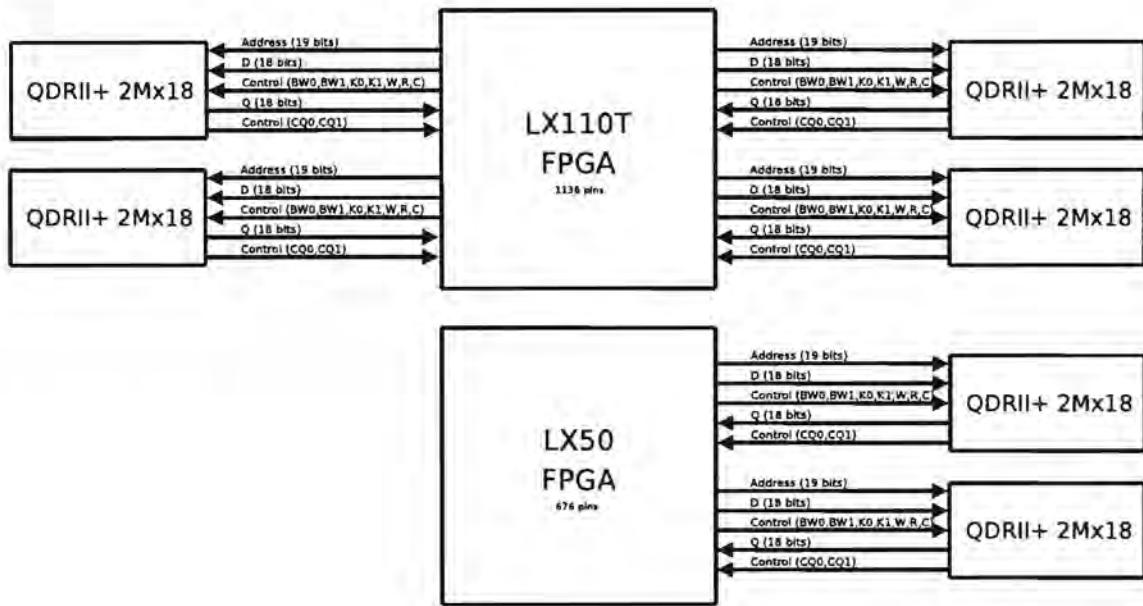 QDRII+ 2Mx18
Address (19 bits)
D (18 bits)
Control (BW0,BW1,K0,K1,W,R,C)
Q (18 bits)
Control (CQ0,CQ1)
QDRII+ 2Mx18
Address (19 bits)
D (18 bits)
Control (BW0,BW1,K0,K1,W,R,C)
Q (18 bits)
Control (CQ0,CQ1)
LX110T
FPGA
1136 pins
Address (19 bits)
D (18 bits)
Control (BW0,BW1,K0,K1,W,R,C)
Q (18 bits)
Control (CQ0,CQ1)
QDRII+ 2Mx18
Address (19 bits)
D (18 bits)
Control (BW0,BW1,K0,K1,W,R,C)
Q (18 bits)
Control (CQ0,CQ1)
QDRII+ 2Mx18
LX50
FPGA
676 pins
Address (19 bits)
D (18 bits)
Control (BW0,BW1,K0,K1,W,R,C)
Q (18 bits)
Control (CQ0,CQ1)
QDRII+ 2Mx18
Address (19 bits)
D (18 bits)
Control (BW0,BW1,K0,K1,W,R,C)
Q (18 bits)
Control (CQ0,CQ1)
QDRII+ 2Mx18